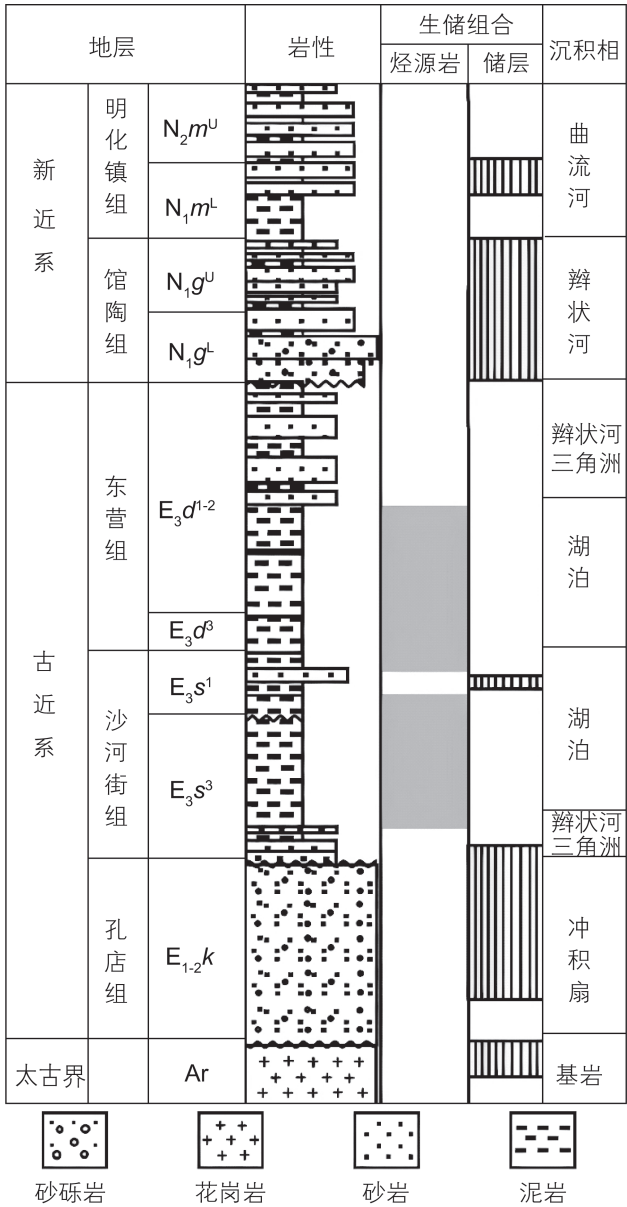 地层
岩性
生储组合
烃源岩
储层
沉积相
新近系
明化镇组
N₂mᵁ
N₁mᴸ
曲流河
馆陶组
N₁gᵁ
N₁gᴸ
辫状河
古近系
东营组
E₃d¹⁻²
E₃d³
辫状河
三角洲
湖泊
沙河街组
E₃s¹
E₃s³
湖泊
辫状河
三角洲
孔店组
E₁₋₂k
冲积扇
太古界
Ar
基岩
砂砾岩
花岗岩
砂岩
泥岩